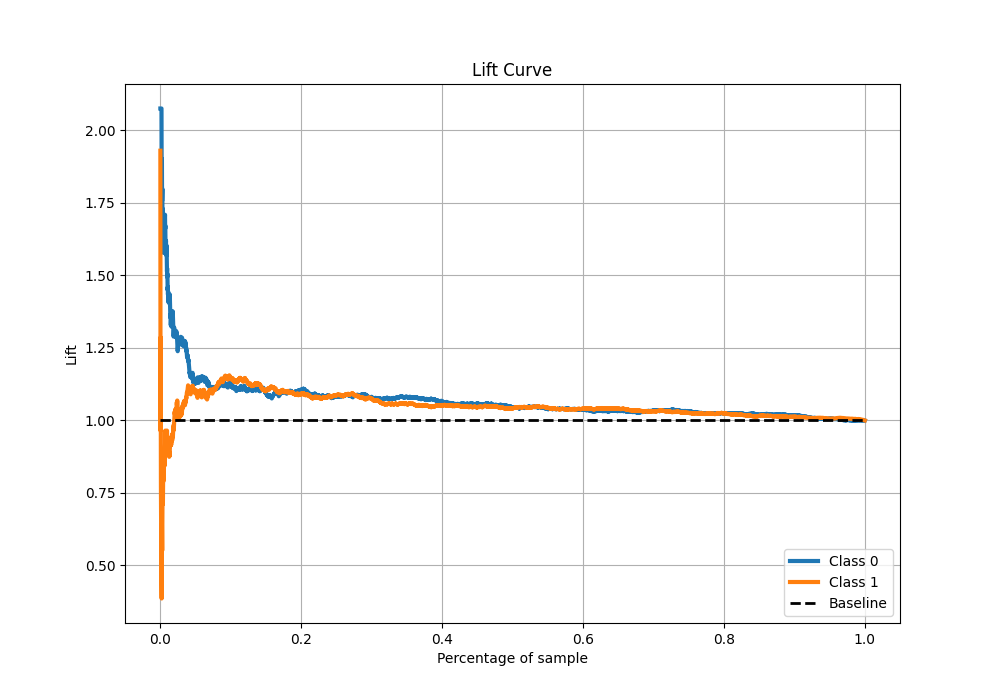 Lift Curve
2.00
1.75
1.50
1.25
1.00
0.75
0.50
Lift
0.0 0.2 0.4 0.6 0.8 1.0
Percentage of sample
Class 0
Class 1
Baseline